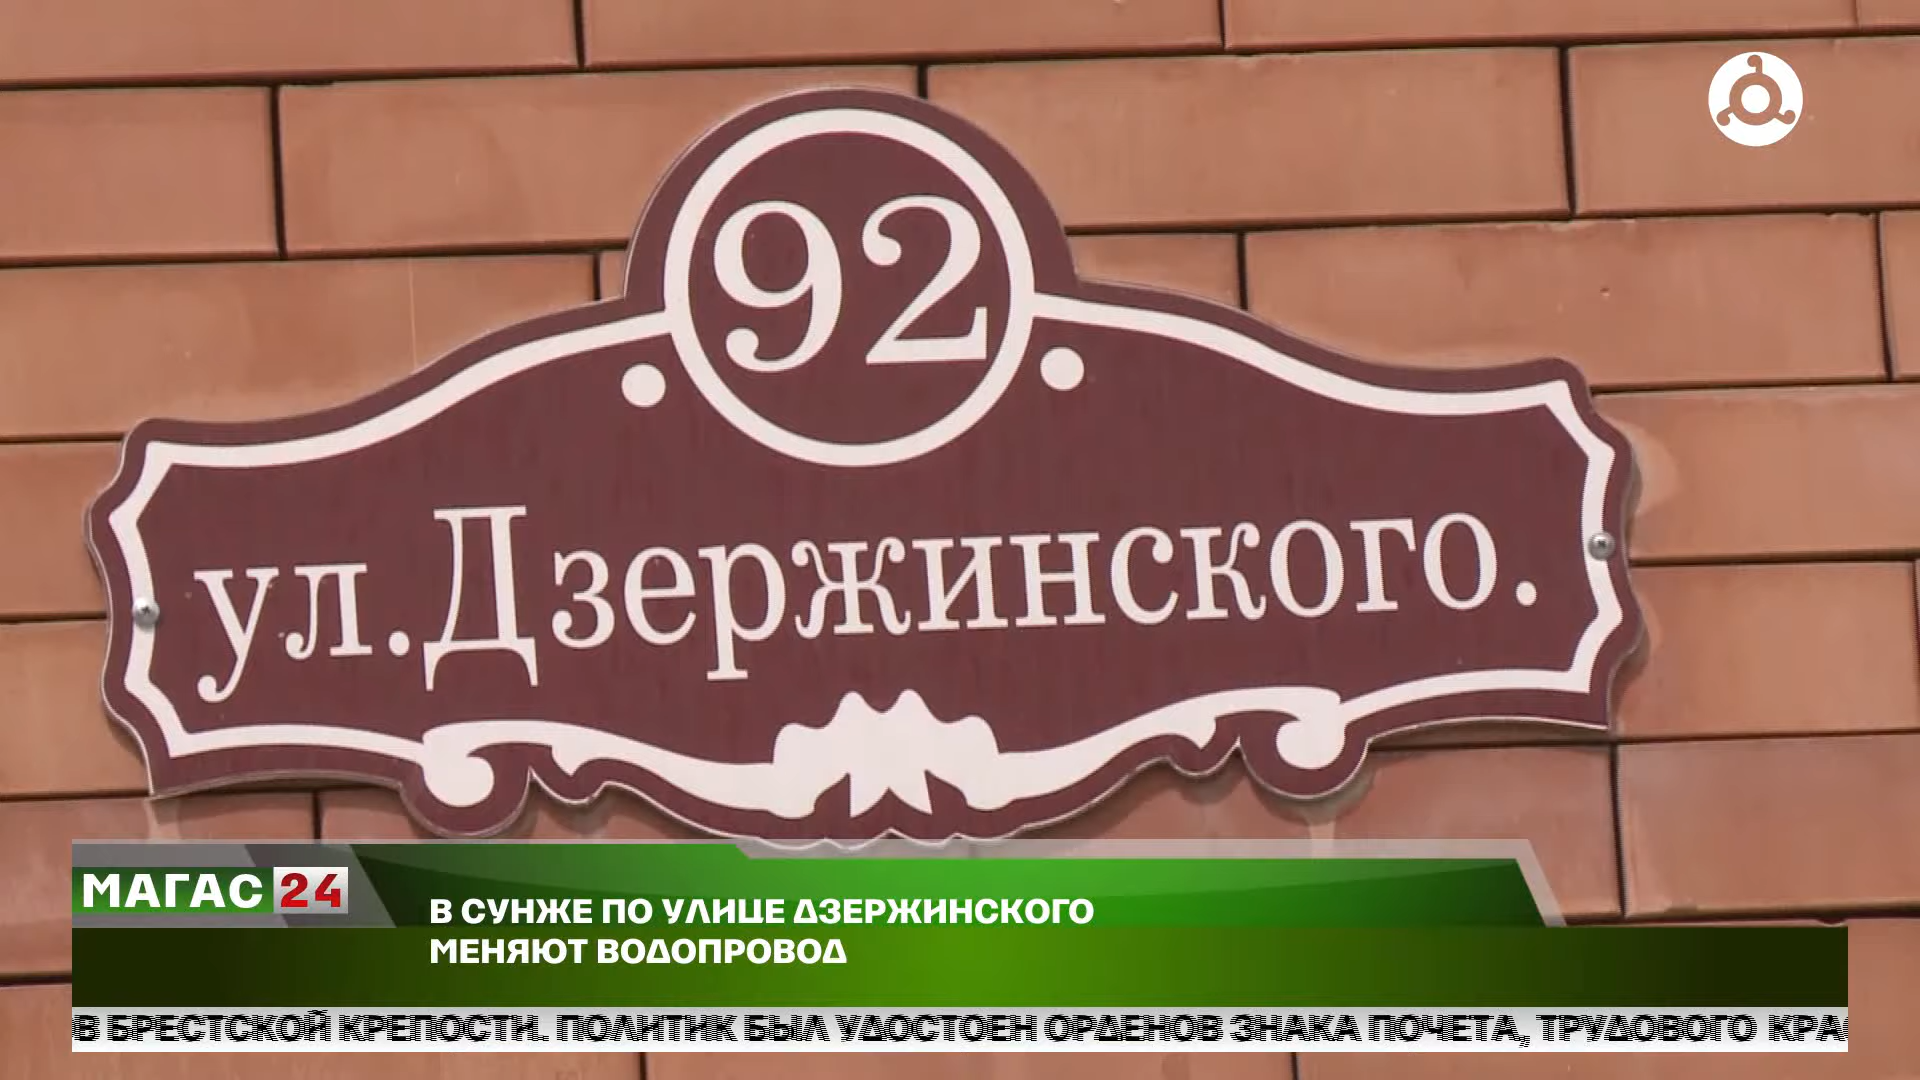 92
ул.Дзержинского.
МАГАС 24
В СУНЖЕ ПО УЛИЦЕ ДЗЕРЖИНСКОГО
МЕНЯЮТ ВОДОПРОВОД
ОВ БРЕСТСКОЙ КРЕПОСТИ. ПОЛИТИК БЫЛ УДОСТОЕН ОРДЕНОВ ЗНАКА ПОЧЕТА, ТРУДОВОГО